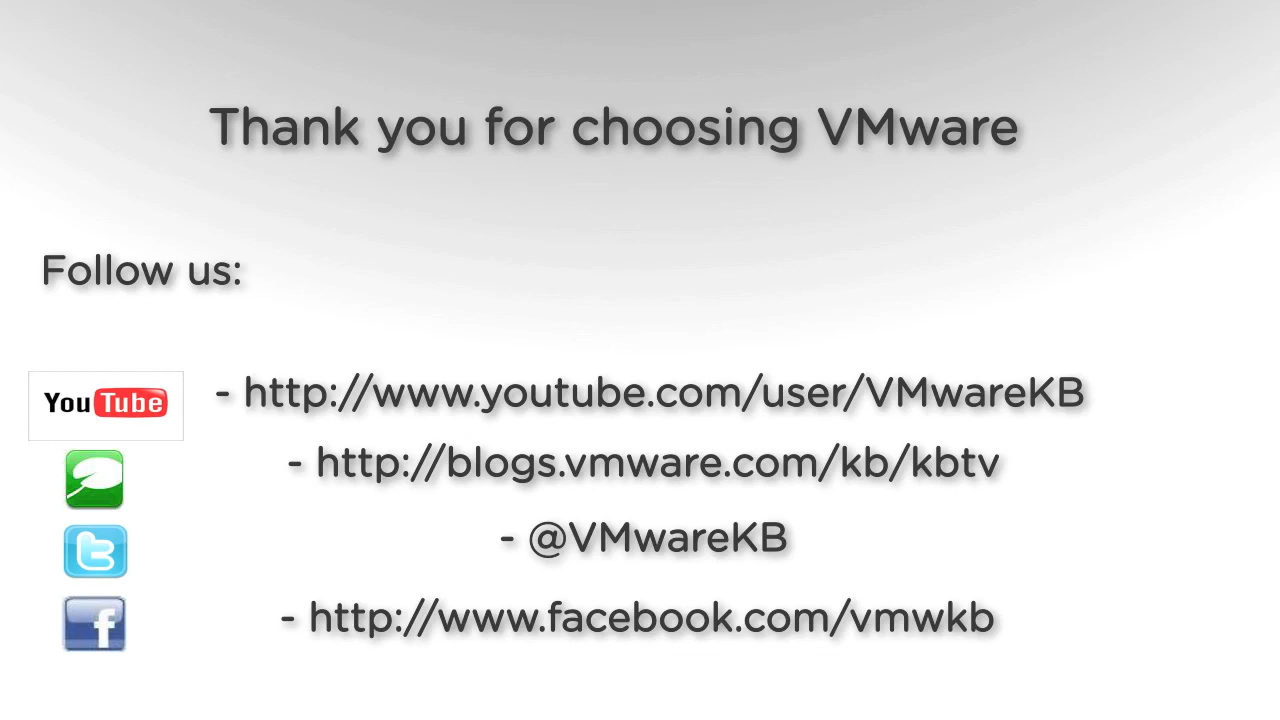 Thank you for choosing VMware
Follow us:
YouTube - http://www.youtube.com/user/VMwareKB
- http://blogs.vmware.com/kb/kbtv
t - @VMwareKB
f - http://www.facebook.com/vmwkb